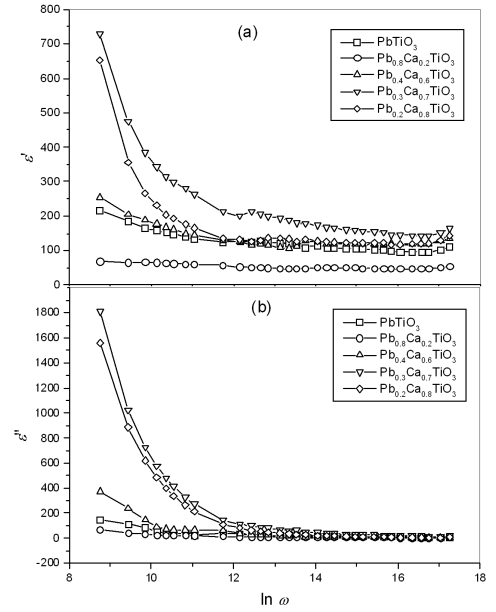 800
700
600
500
400
300
200
100
0
ε'
(a)
PbTiO₃
Pb₀.₈Ca₀.₂TiO₃
Pb₀.₄Ca₀.₆TiO₃
Pb₀.₃Ca₀.₇TiO₃
Pb₀.₂Ca₀.₈TiO₃
1800
1600
1400
1200
1000
800
600
400
200
0
-200
ε"
(b)
PbTiO₃
Pb₀.₈Ca₀.₂TiO₃
Pb₀.₄Ca₀.₆TiO₃
Pb₀.₃Ca₀.₇TiO₃
Pb₀.₂Ca₀.₈TiO₃
8 10 12 14 16 18
ln ω